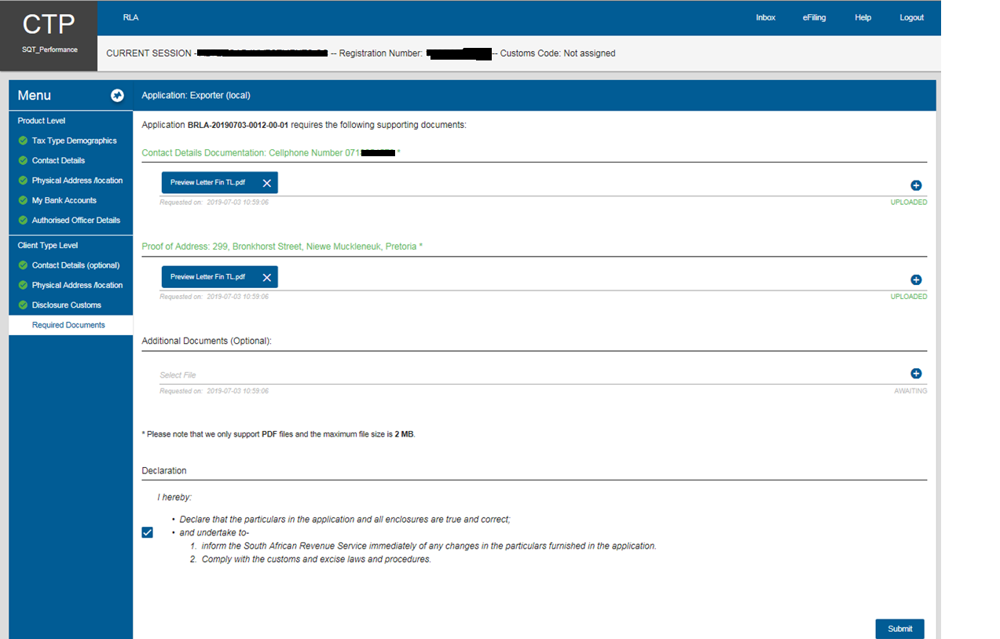 CTP
SQT_Performance
RLA
Inbox
eFiling
Help
Logout
CURRENT SESSION - -- Registration Number: -- Customs Code: Not assigned
Menu
Product Level
Tax Type Demographics
Contact Details
Physical Address /location
My Bank Accounts
Authorised Officer Details
Client Type Level
Contact Details (optional)
Physical Address /location
Disclosure Customs
Required Documents
Application: Exporter (local)
Application BRLA-20190703-0012-00-01 requires the following supporting documents:
Contact Details Documentation: Cellphone Number 071 *
Preview Letter Fin TL.pdf
Requested on: 2019-07-03 10:59:06
UPLOADED
Proof of Address: 299, Bronkhorst Street, Niewe Muckleneuk, Pretoria *
Preview Letter Fin TL.pdf
Requested on: 2019-07-03 10:59:06
UPLOADED
Additional Documents (Optional):
Select File
Requested on: 2019-07-03 10:59:06
AWAITING
* Please note that we only support PDF files and the maximum file size is 2 MB.
Declaration
I hereby:
• Declare that the particulars in the application and all enclosures are true and correct;
• and undertake to-
1. inform the South African Revenue Service immediately of any changes in the particulars furnished in the application.
2. Comply with the customs and excise laws and procedures.
Submit